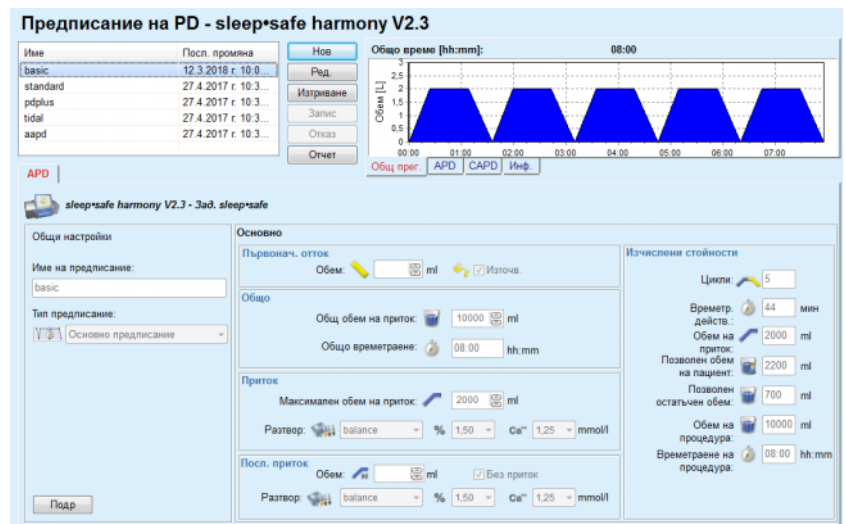 Предписание на PD - sleep•safe harmony V2.3
Име Посл. промяна
basic 12.3.2018 г. 10:0...
standard 27.4.2017 г. 10:3...
pdplus 27.4.2017 г. 10:3...
tidal 27.4.2017 г. 10:3...
aapd 27.4.2017 г. 10:3...
Нов
Ред.
Изтриване
Запис
Отказ
Отчет
Общо време [hh:mm]: 08:00
Обем [L]
3
2
1,5
1
0,5
0
00:00 01:00 02:00 03:00 04:00 05:00 06:00 07:00
Общ прег. APD CAPD Инф.
APD
sleep•safe harmony V2.3 - Зад. sleep•safe
Общи настройки
Име на предписание:
basic
Тип предписание:
Основно предписание
Подр
Основно
Първонач. отток
Обем: ml Източв.
Общо
Общ обем на приток: 10000 ml
Общо времетраене: 08:00 hh:mm
Приток
Максимален обем на приток: 2000 ml
Разтвор: balance % 1,50 Ca'' 1,25 mmol/l
Посл. приток
Обем: ml Без приток
Разтвор: balance % 1,50 Ca'' 1,25 mmol/l
Изчислени стойности
Цикли: 5
Времетр. 44 мин
действ.:
Обем на 2000 ml
приток:
Позволен обем 2200 ml
на пациент:
Позволен 700 ml
остатъчен обем:
Обем на 10000 ml
процедура:
Времетраене на 08:00 hh:mm
процедура: